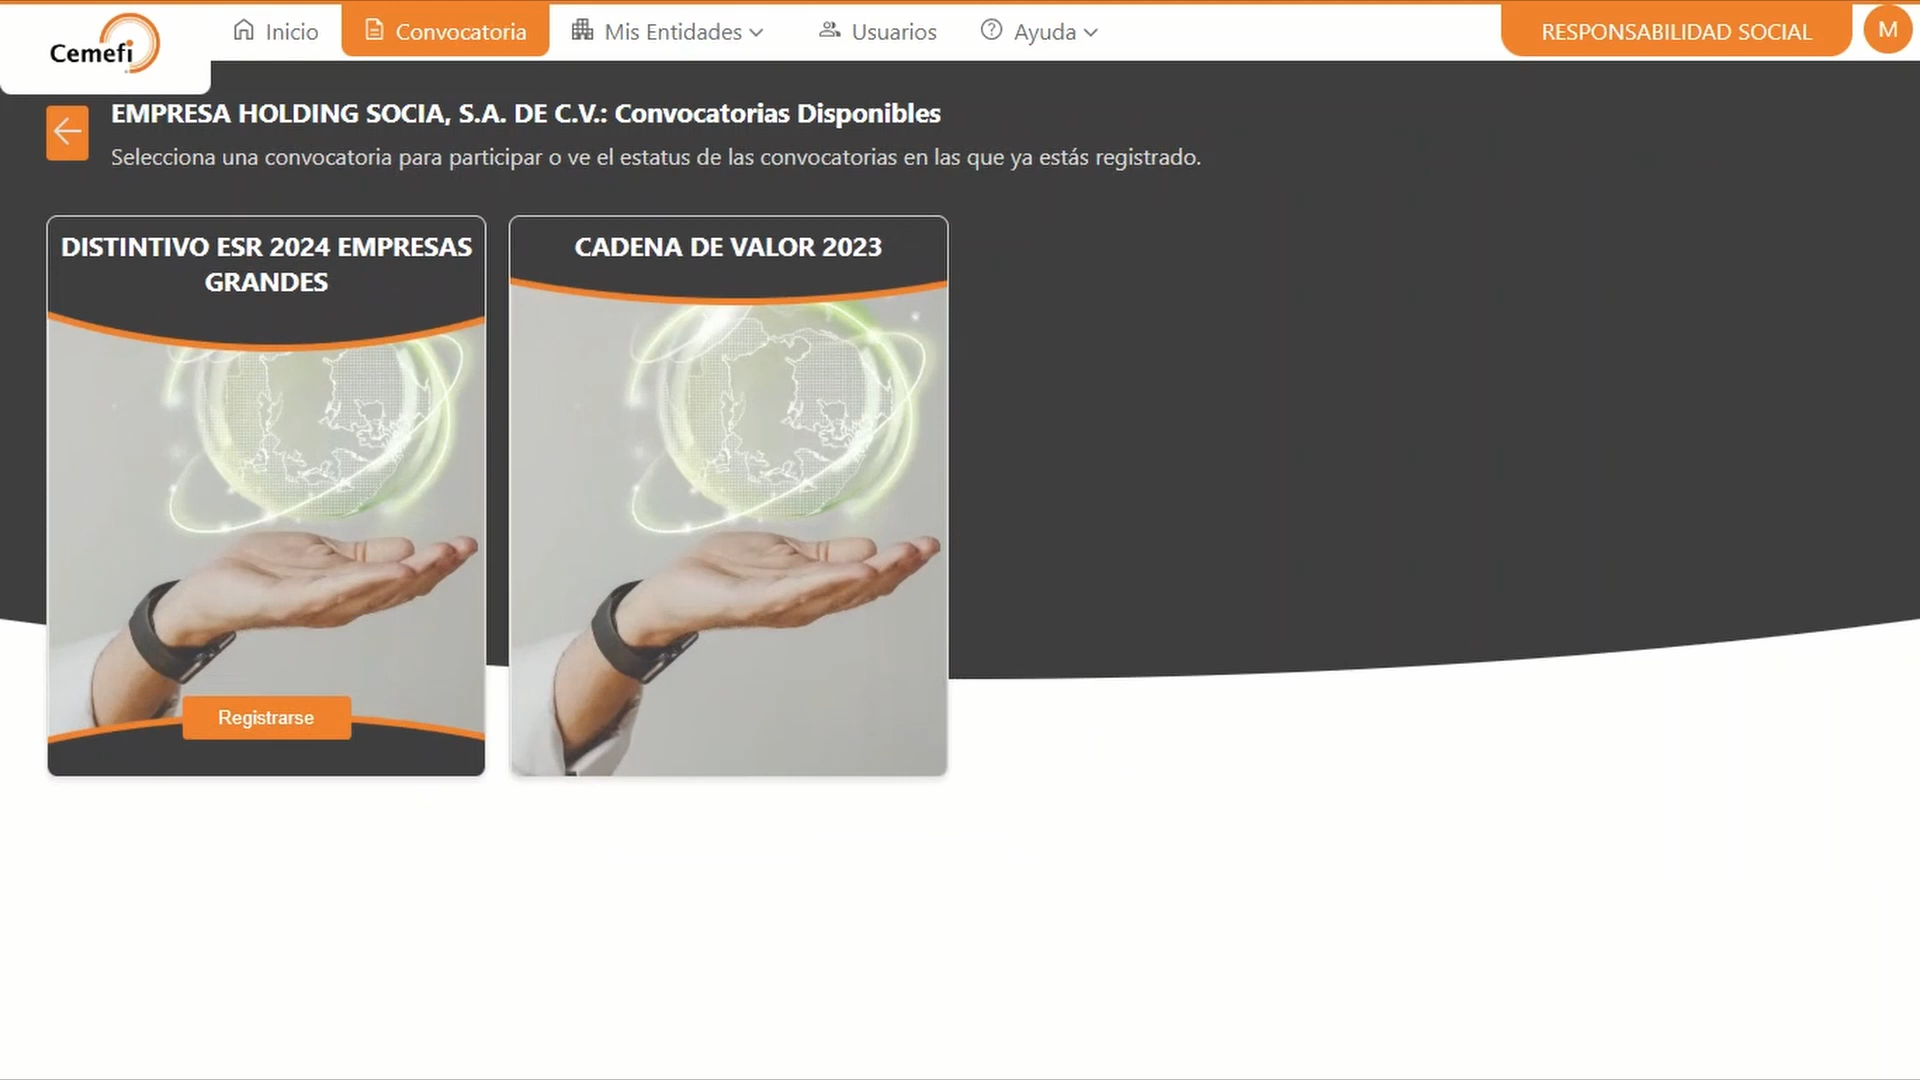 Cemefi
Inicio
Convocatoria
Mis Entidades
Usuarios
Ayuda
RESPONSABILIDAD SOCIAL
M
EMPRESA HOLDING SOCIA, S.A. DE C.V.: Convocatorias Disponibles
Selecciona una convocatoria para participar o ve el estatus de las convocatorias en las que ya estás registrado.
DISTINTIVO ESR 2024 EMPRESAS
GRANDES
Registrarse
CADENA DE VALOR 2023